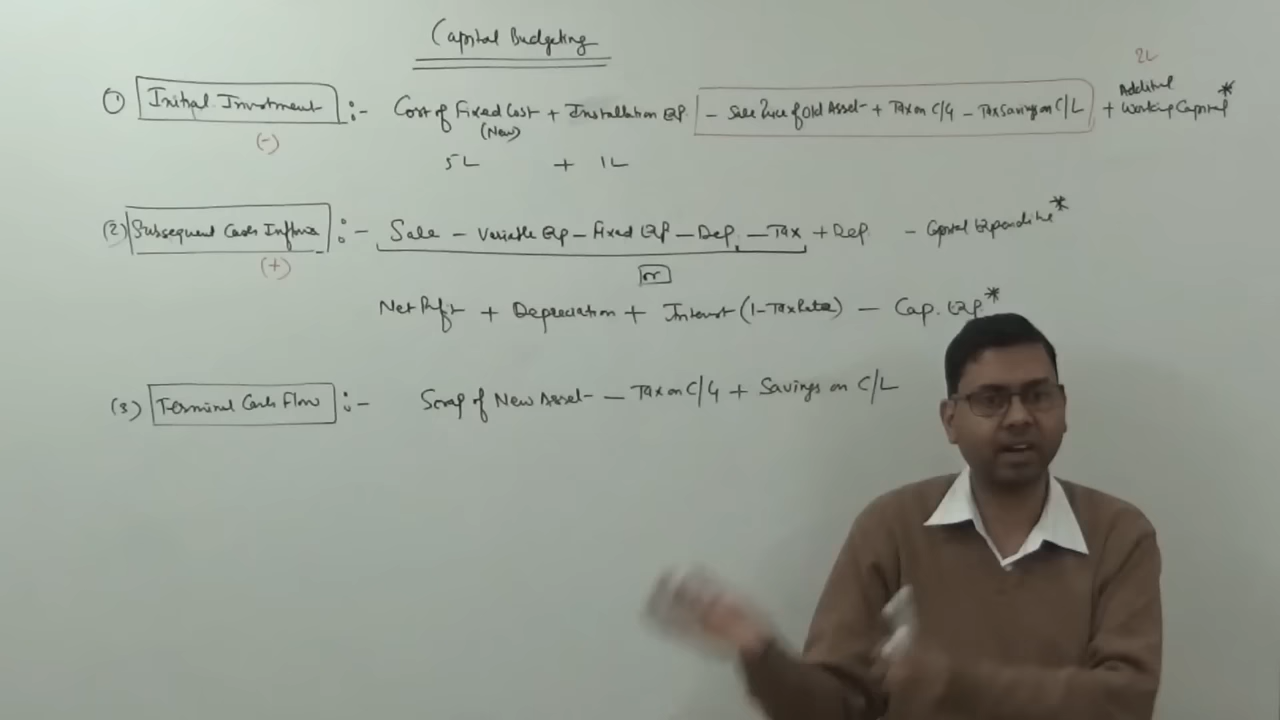 Capital Budgeting
2L
① Initial Investment :- Cost of Fixed Cost + Installation Exp. - Sale Price of Old Asset + Tax on C/G - Tax Saving on C/L + Additional Working Capital *
(-) (New)
5L + 1L
(2) Subsequent Cash Inflows :- Sale - Variable Exp - Fixed Exp - Dep. - Tax + Dep - Capital Expenditure *
(+) or
Net Profit + Depreciation + Interest (1 - Tax Rate) - Cap. Exp *
(3) Terminal Cash Flow :- Scrap of New Asset - Tax on C/G + Savings on C/L